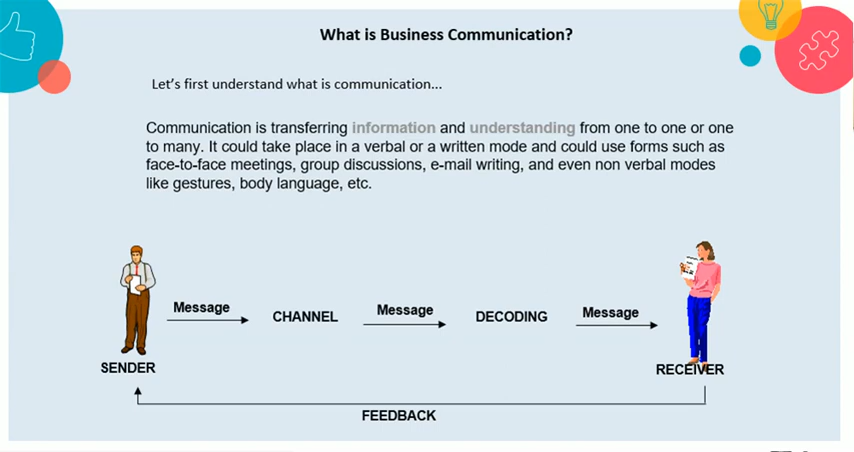 What is Business Communication?
Let's first understand what is communication...
Communication is transferring information and understanding from one to one or one
to many. It could take place in a verbal or a written mode and could use forms such as
face-to-face meetings, group discussions, e-mail writing, and even non verbal modes
like gestures, body language, etc.
Message
CHANNEL
Message
DECODING
Message
SENDER
RECEIVER
FEEDBACK